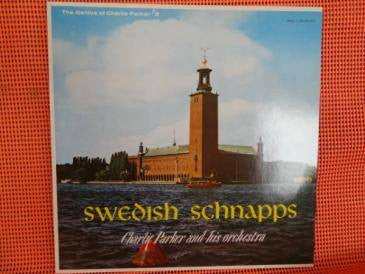 The Genius of Charlie Parker #8
SWEDISH SCHNAPPS
Charlie Parker and his orchestra